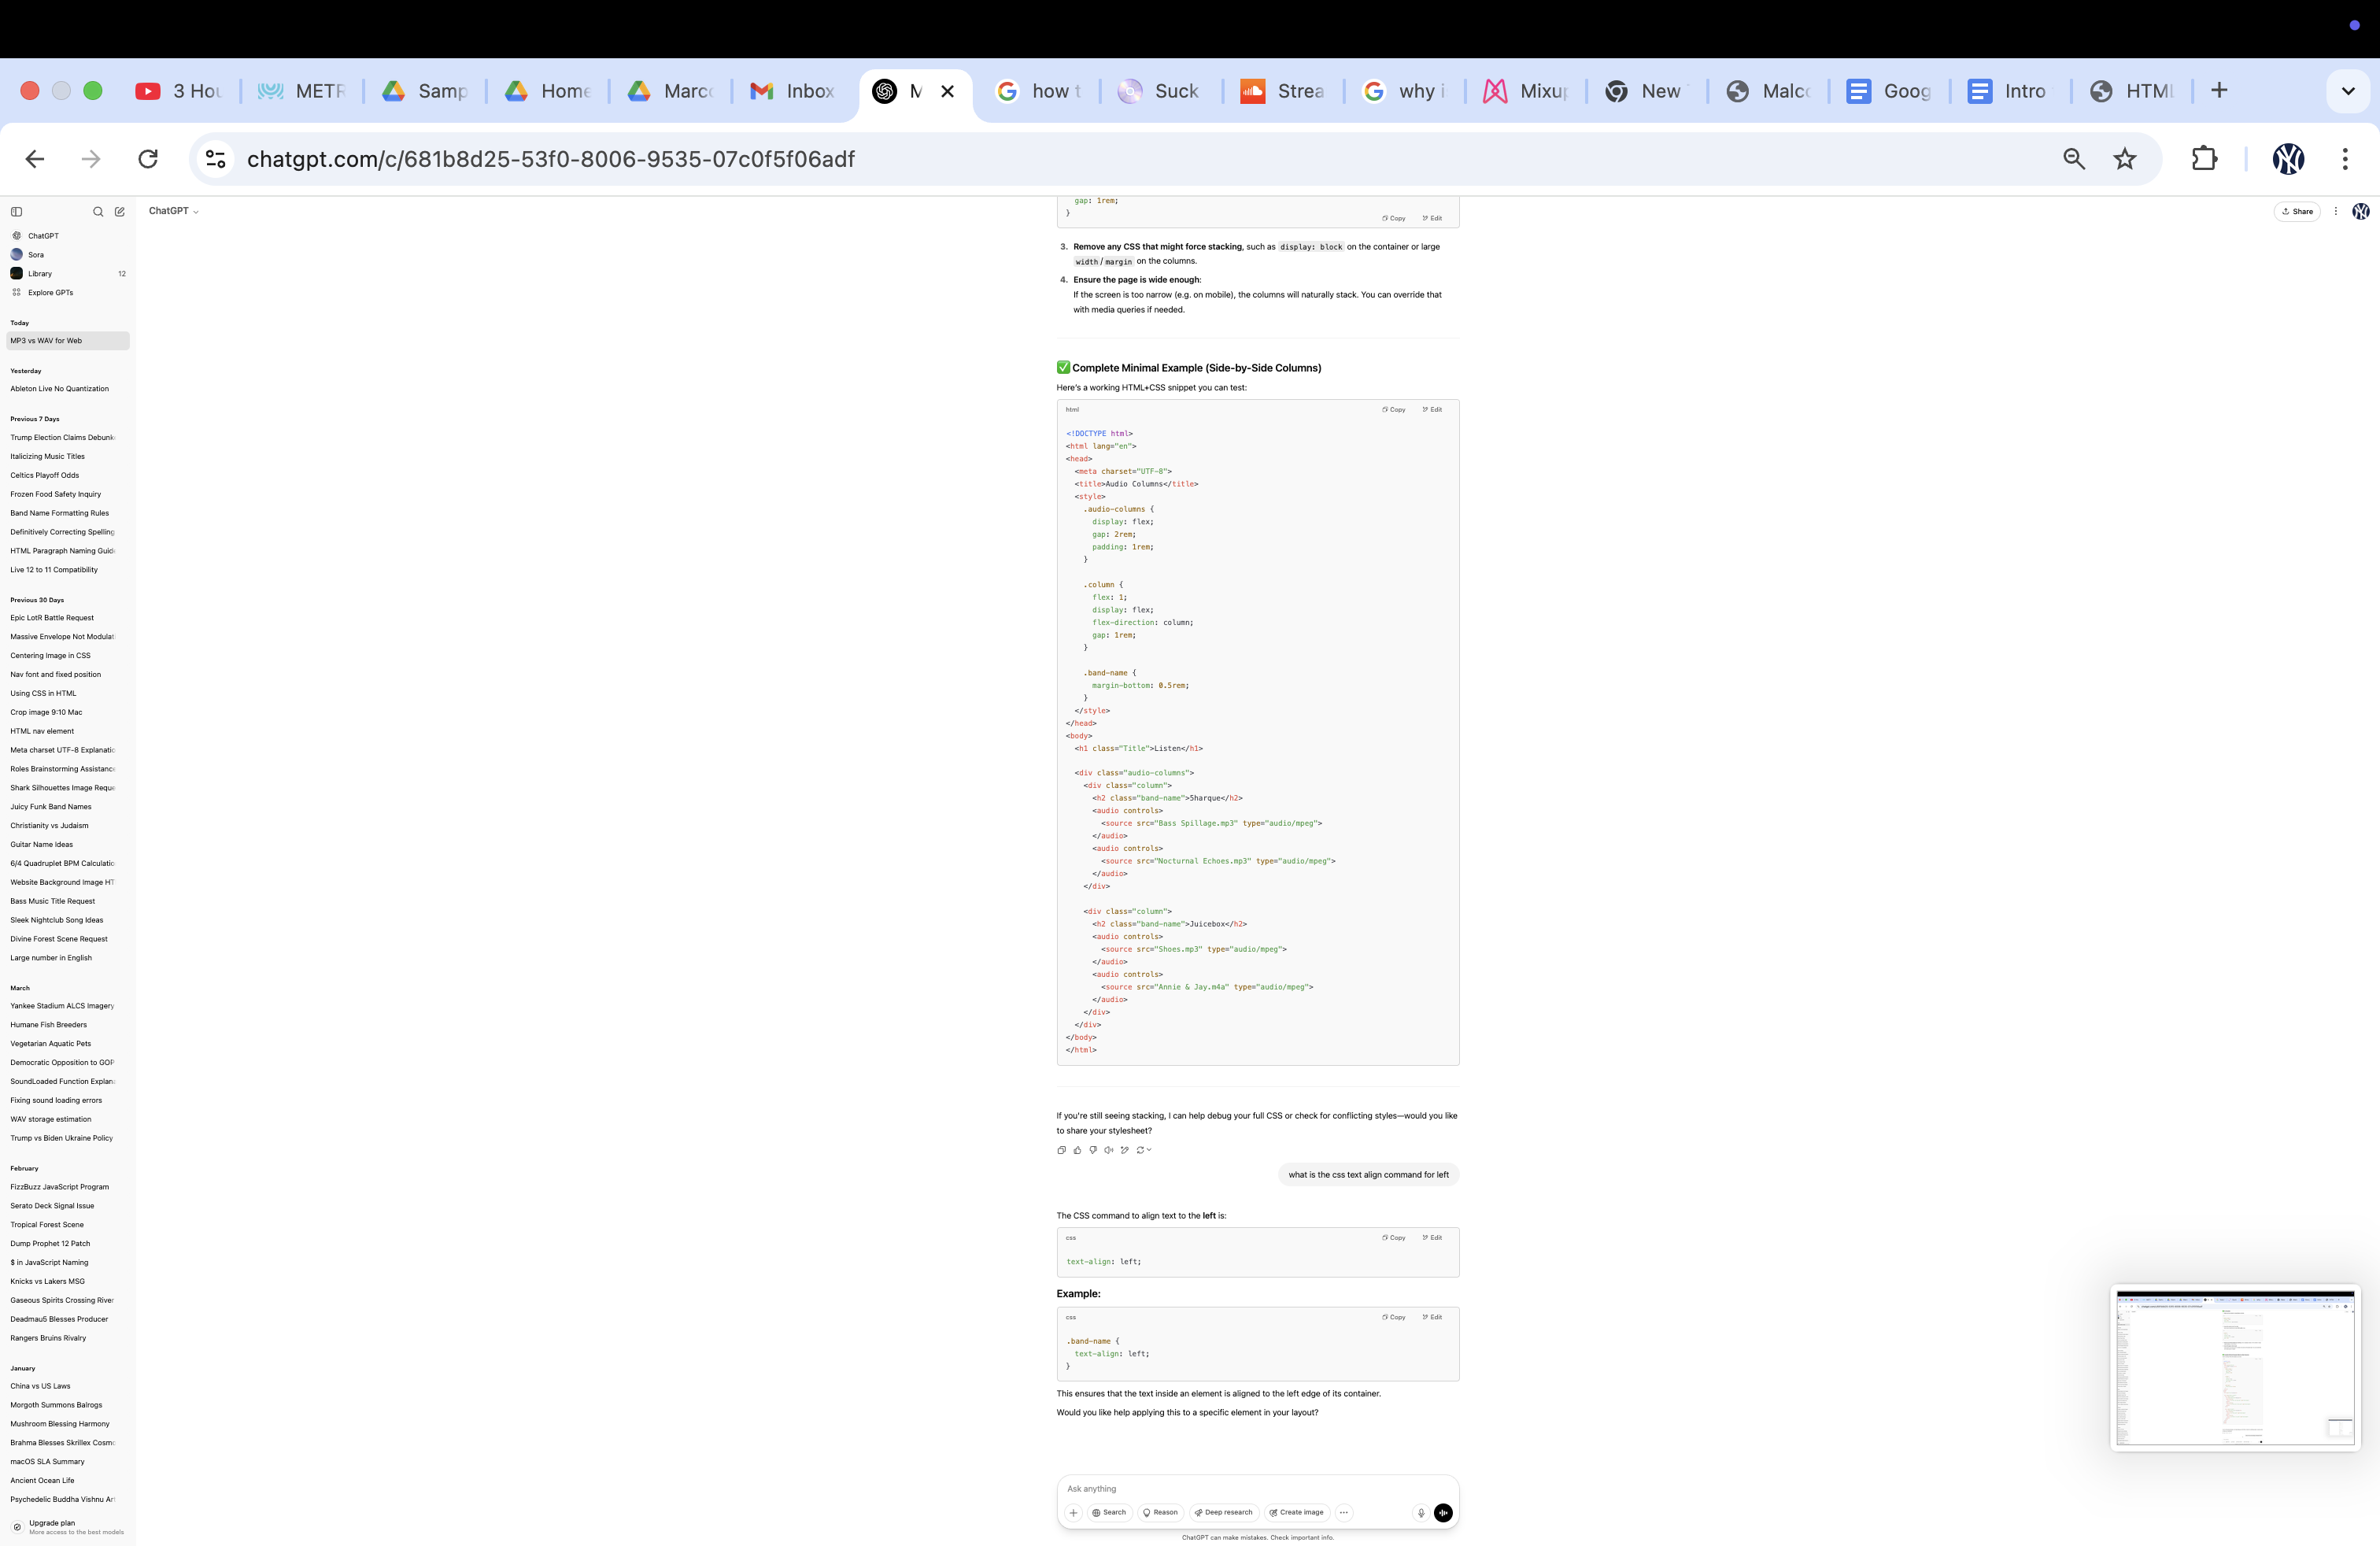 3 Hou
METR
Samp
Home
Marco
Inbox
M
how t
Suck
Strea
why i
Mixup
New
Malco
Goog
Intro
HTML
chatgpt.com/c/681b8d25-53f0-8006-9535-07c0f5f06adf
ChatGPT
Sora
Library 12
Explore GPTs
Today
MP3 vs WAV for Web
Yesterday
Ableton Live No Quantization
Previous 7 Days
Trump Election Claims Debunke
Italicizing Music Titles
Celtics Playoff Odds
Frozen Food Safety Inquiry
Band Name Formatting Rules
Definitively Correcting Spelling
HTML Paragraph Naming Guide
Live 12 to 11 Compatibility
Previous 30 Days
Epic LotR Battle Request
Massive Envelope Not Modulati
Centering Image in CSS
Nav font and fixed position
Using CSS in HTML
Crop image 9:10 Mac
HTML nav element
Meta charset UTF-8 Explanatio
Roles Brainstorming Assistance
Shark Silhouettes Image Reque
Juicy Funk Band Names
Christianity vs Judaism
Guitar Name Ideas
6/4 Quadruplet BPM Calculatio
Website Background Image HT
Bass Music Title Request
Sleek Nightclub Song Ideas
Divine Forest Scene Request
Large number in English
March
Yankee Stadium ALCS Imagery
Humane Fish Breeders
Vegetarian Aquatic Pets
Democratic Opposition to GOP
SoundLoaded Function Explana
Fixing sound loading errors
WAV storage estimation
Trump vs Biden Ukraine Policy
February
FizzBuzz JavaScript Program
Serato Deck Signal Issue
Tropical Forest Scene
Dump Prophet 12 Patch
$ in JavaScript Naming
Knicks vs Lakers MSG
Gaseous Spirits Crossing River
Deadmau5 Blesses Producer
Rangers Bruins Rivalry
January
China vs US Laws
Morgoth Summons Balrogs
Mushroom Blessing Harmony
Brahma Blesses Skrillex Cosmo
macOS SLA Summary
Ancient Ocean Life
Psychedelic Buddha Vishnu Art
Upgrade plan
More access to the best models
ChatGPT
Share
gap: 1rem;
}
Copy Edit
3. Remove any CSS that might force stacking, such as display: block on the container or large
width / margin on the columns.
4. Ensure the page is wide enough:
If the screen is too narrow (e.g. on mobile), the columns will naturally stack. You can override that
with media queries if needed.
✅ Complete Minimal Example (Side-by-Side Columns)
Here's a working HTML+CSS snippet you can test:
html Copy Edit
<!DOCTYPE html>
<html lang="en">
<head>
<meta charset="UTF-8">
<title>Audio Columns</title>
<style>
.audio-columns {
display: flex;
gap: 2rem;
padding: 1rem;
}
.column {
flex: 1;
display: flex;
flex-direction: column;
gap: 1rem;
}
.band-name {
margin-bottom: 0.5rem;
}
</style>
</head>
<body>
<h1 class="Title">Listen</h1>
<div class="audio-columns">
<div class="column">
<h2 class="band-name">Sharque</h2>
<audio controls>
<source src="Bass Spillage.mp3" type="audio/mpeg">
</audio>
<audio controls>
<source src="Nocturnal Echoes.mp3" type="audio/mpeg">
</audio>
</div>
<div class="column">
<h2 class="band-name">Juicebox</h2>
<audio controls>
<source src="Shoes.mp3" type="audio/mpeg">
</audio>
<audio controls>
<source src="Annie & Jay.m4a" type="audio/mpeg">
</audio>
</div>
</div>
</body>
</html>
If you're still seeing stacking, I can help debug your full CSS or check for conflicting styles—would you like
to share your stylesheet?
what is the css text align command for left
The CSS command to align text to the left is:
css Copy Edit
text-align: left;
Example:
css Copy Edit
.band-name {
text-align: left;
}
This ensures that the text inside an element is aligned to the left edge of its container.
Would you like help applying this to a specific element in your layout?
Ask anything
Search Reason Deep research Create image
ChatGPT can make mistakes. Check important info.